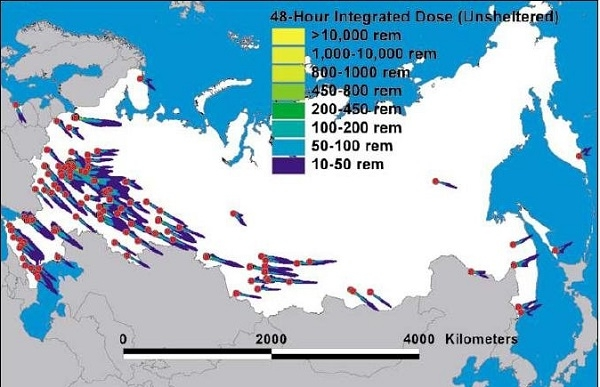 48-Hour Integrated Dose (Unsheltered)
>10,000 rem
1,000-10,000 rem
800-1000 rem
450-800 rem
200-450 rem
100-200 rem
50-100 rem
10-50 rem
0 2000 4000 Kilometers